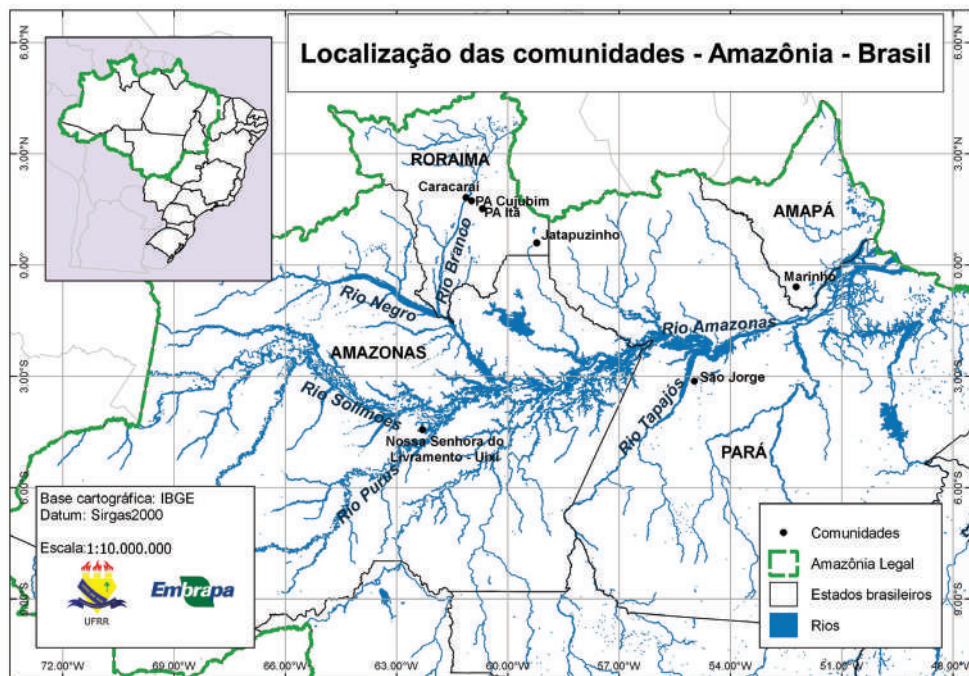 Localização das comunidades - Amazônia - Brasil
6.00°N
6.00°N
3.00°N
3.00°N
0.00°
0.00°
3.00°S
3.00°S
6.00°S
6.00°S
9.00°S
9.00°S
RORAIMA
Caracaraí
PA Cujubim
PA Itã
Jatapuzinho
AMAPÁ
Marinho
Rio Branco
Rio Negro
Rio Amazonas
AMAZONAS
São Jorge
Rio Solimões
Rio Tapajós
Nossa Senhora do
Livramento - Uixi
PARÁ
Rio Purus
Base cartográfica: IBGE
Datum: Sirgas2000
Escala:1:10.000.000
UFRR
Embrapa
Comunidades
Amazônia Legal
Estados brasileiros
Rios
72.00°W
69.00°W
66.00°W
63.00°W
60.00°W
57.00°W
54.00°W
51.00°W
48.00°W